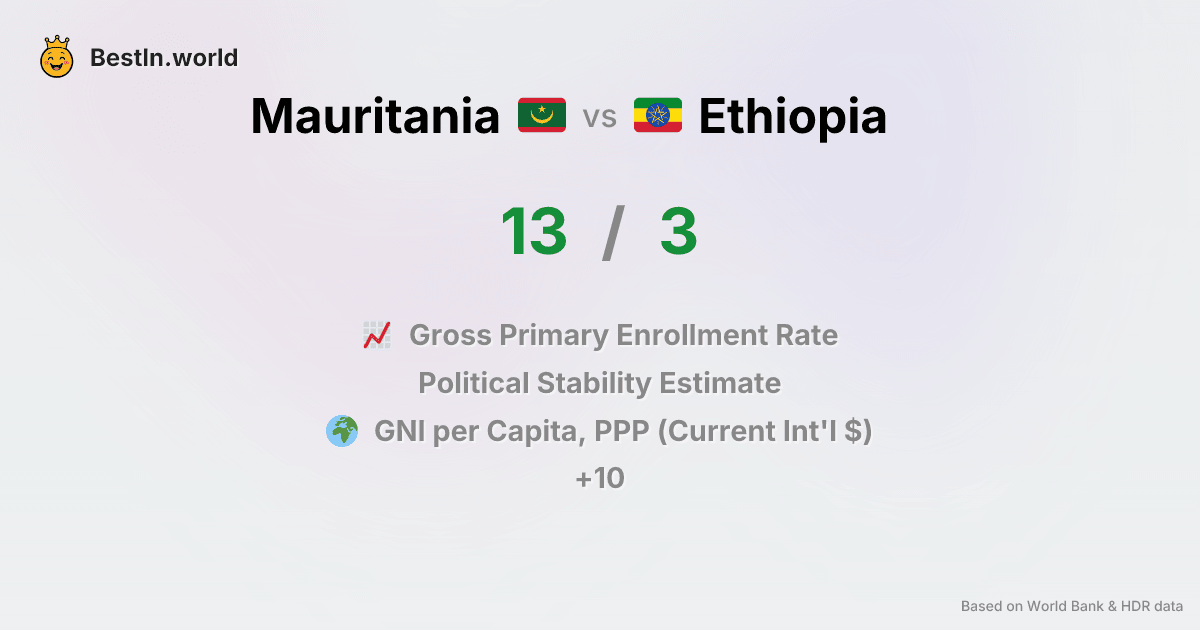 BestIn.world
Mauritania vs Ethiopia
13 / 3
Gross Primary Enrollment Rate
Political Stability Estimate
GNI per Capita, PPP (Current Int'l $)
+10
Based on World Bank & HDR data